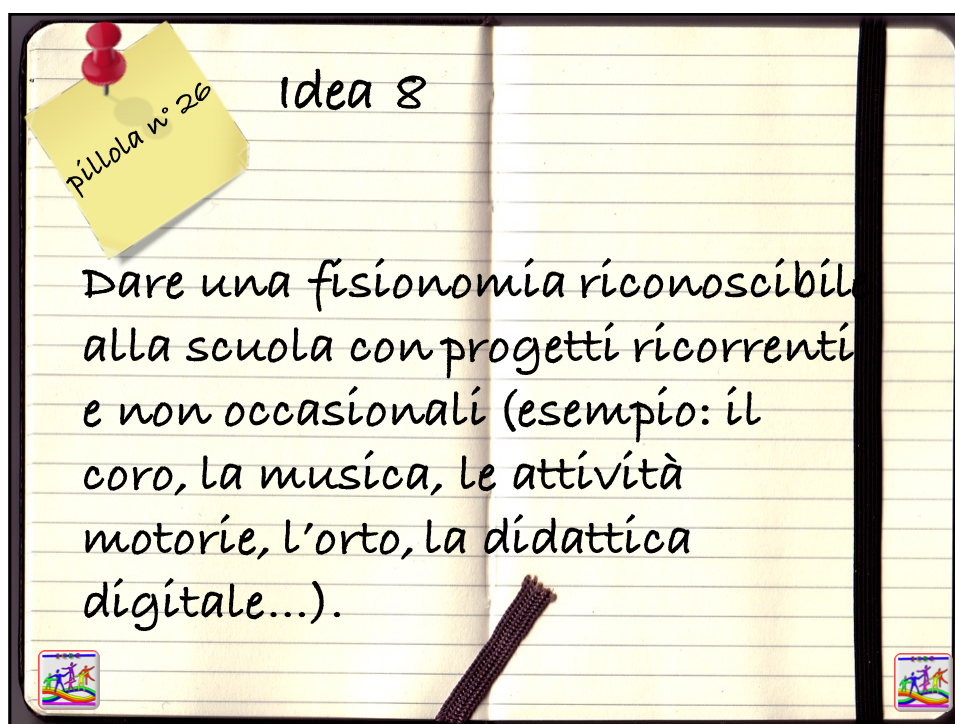 pillola n° 26
Idea 8
Dare una fisionomia riconoscibile
alla scuola con progetti ricorrenti
e non occasionali (esempio: il
coro, la musica, le attività
motorie, l'orto, la didattica
digitale...).